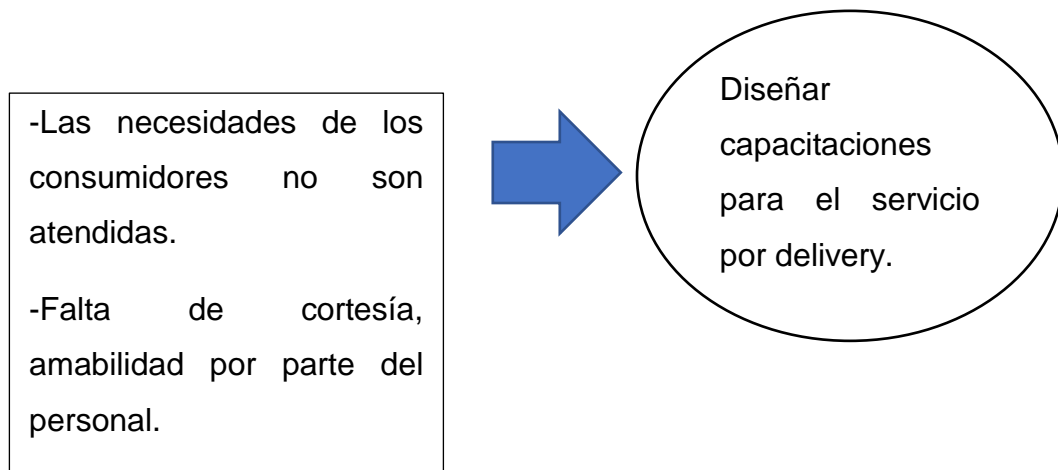 -Las necesidades de los
consumidores no son
atendidas.
-Falta de cortesía,
amabilidad por parte del
personal.
Diseñar
capacitaciones
para el servicio
por delivery.